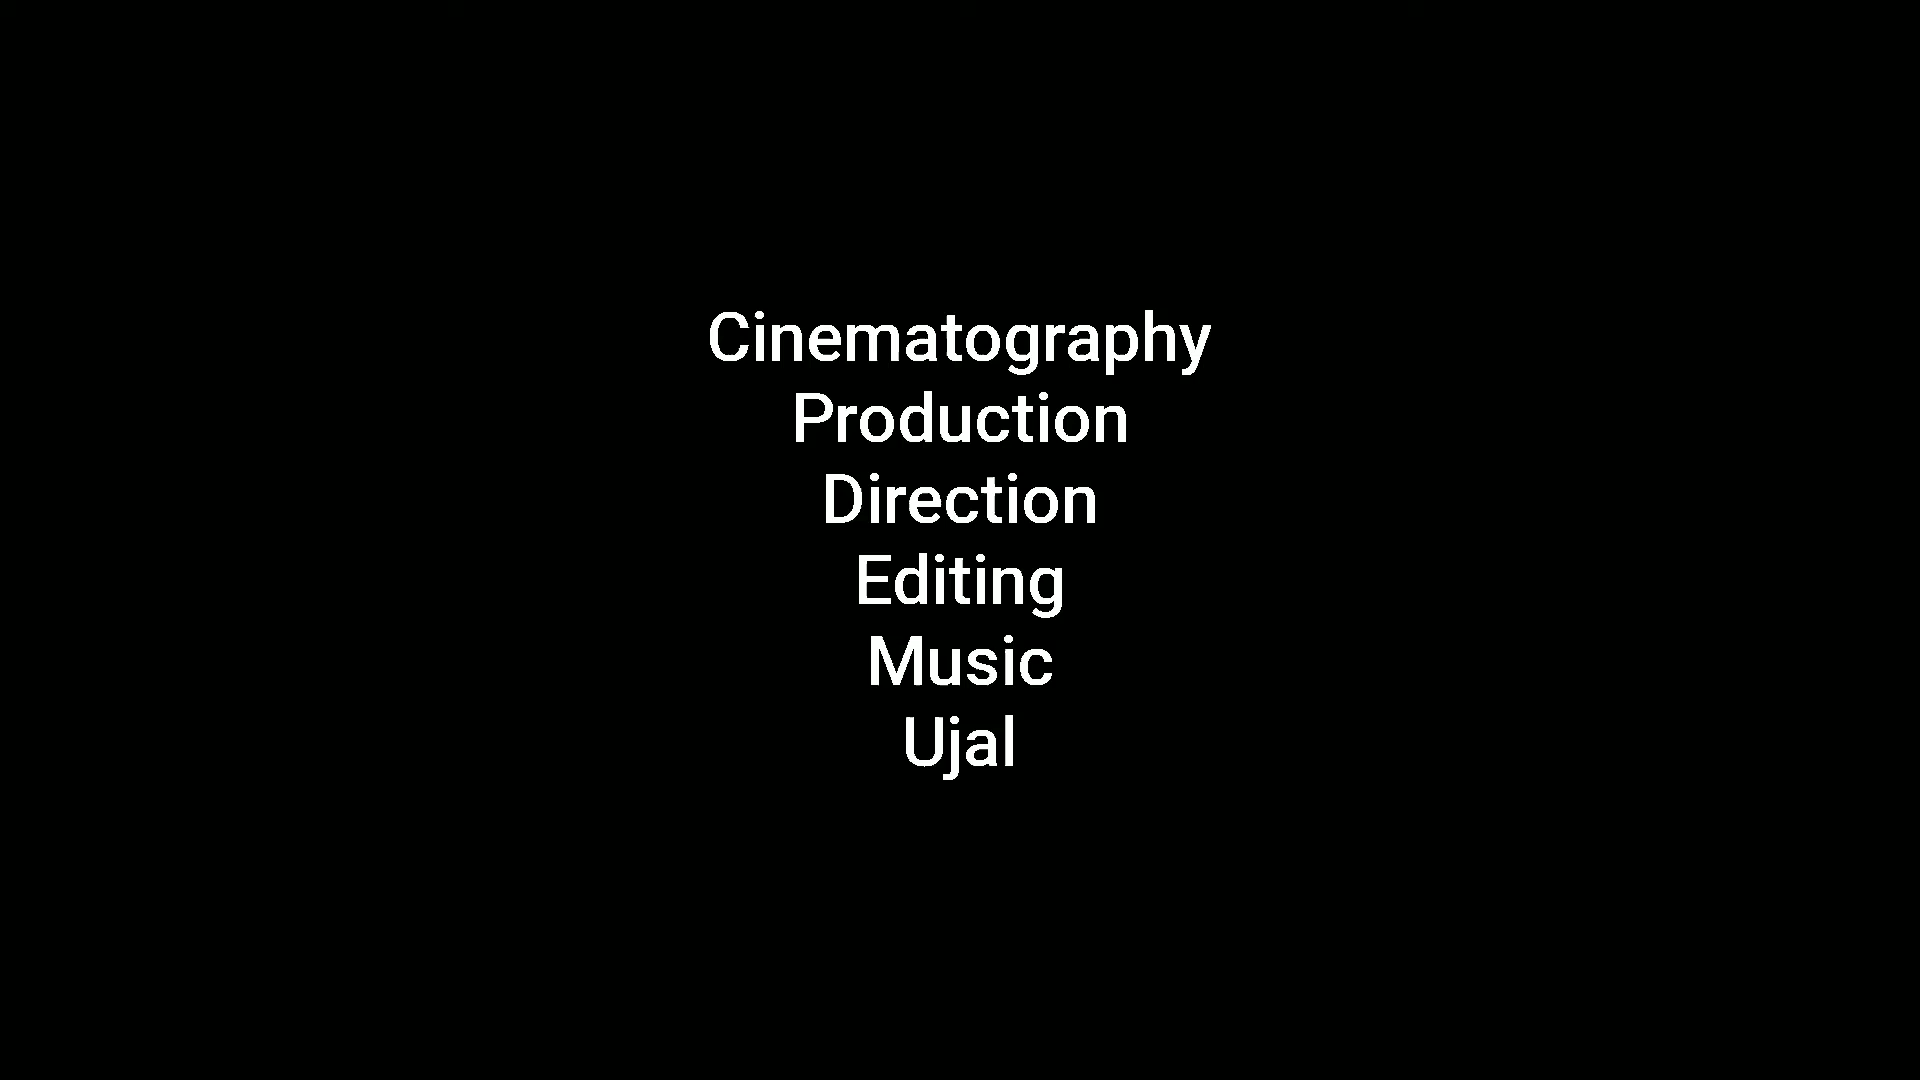 Cinematography
Production
Direction
Editing
Music
Ujal